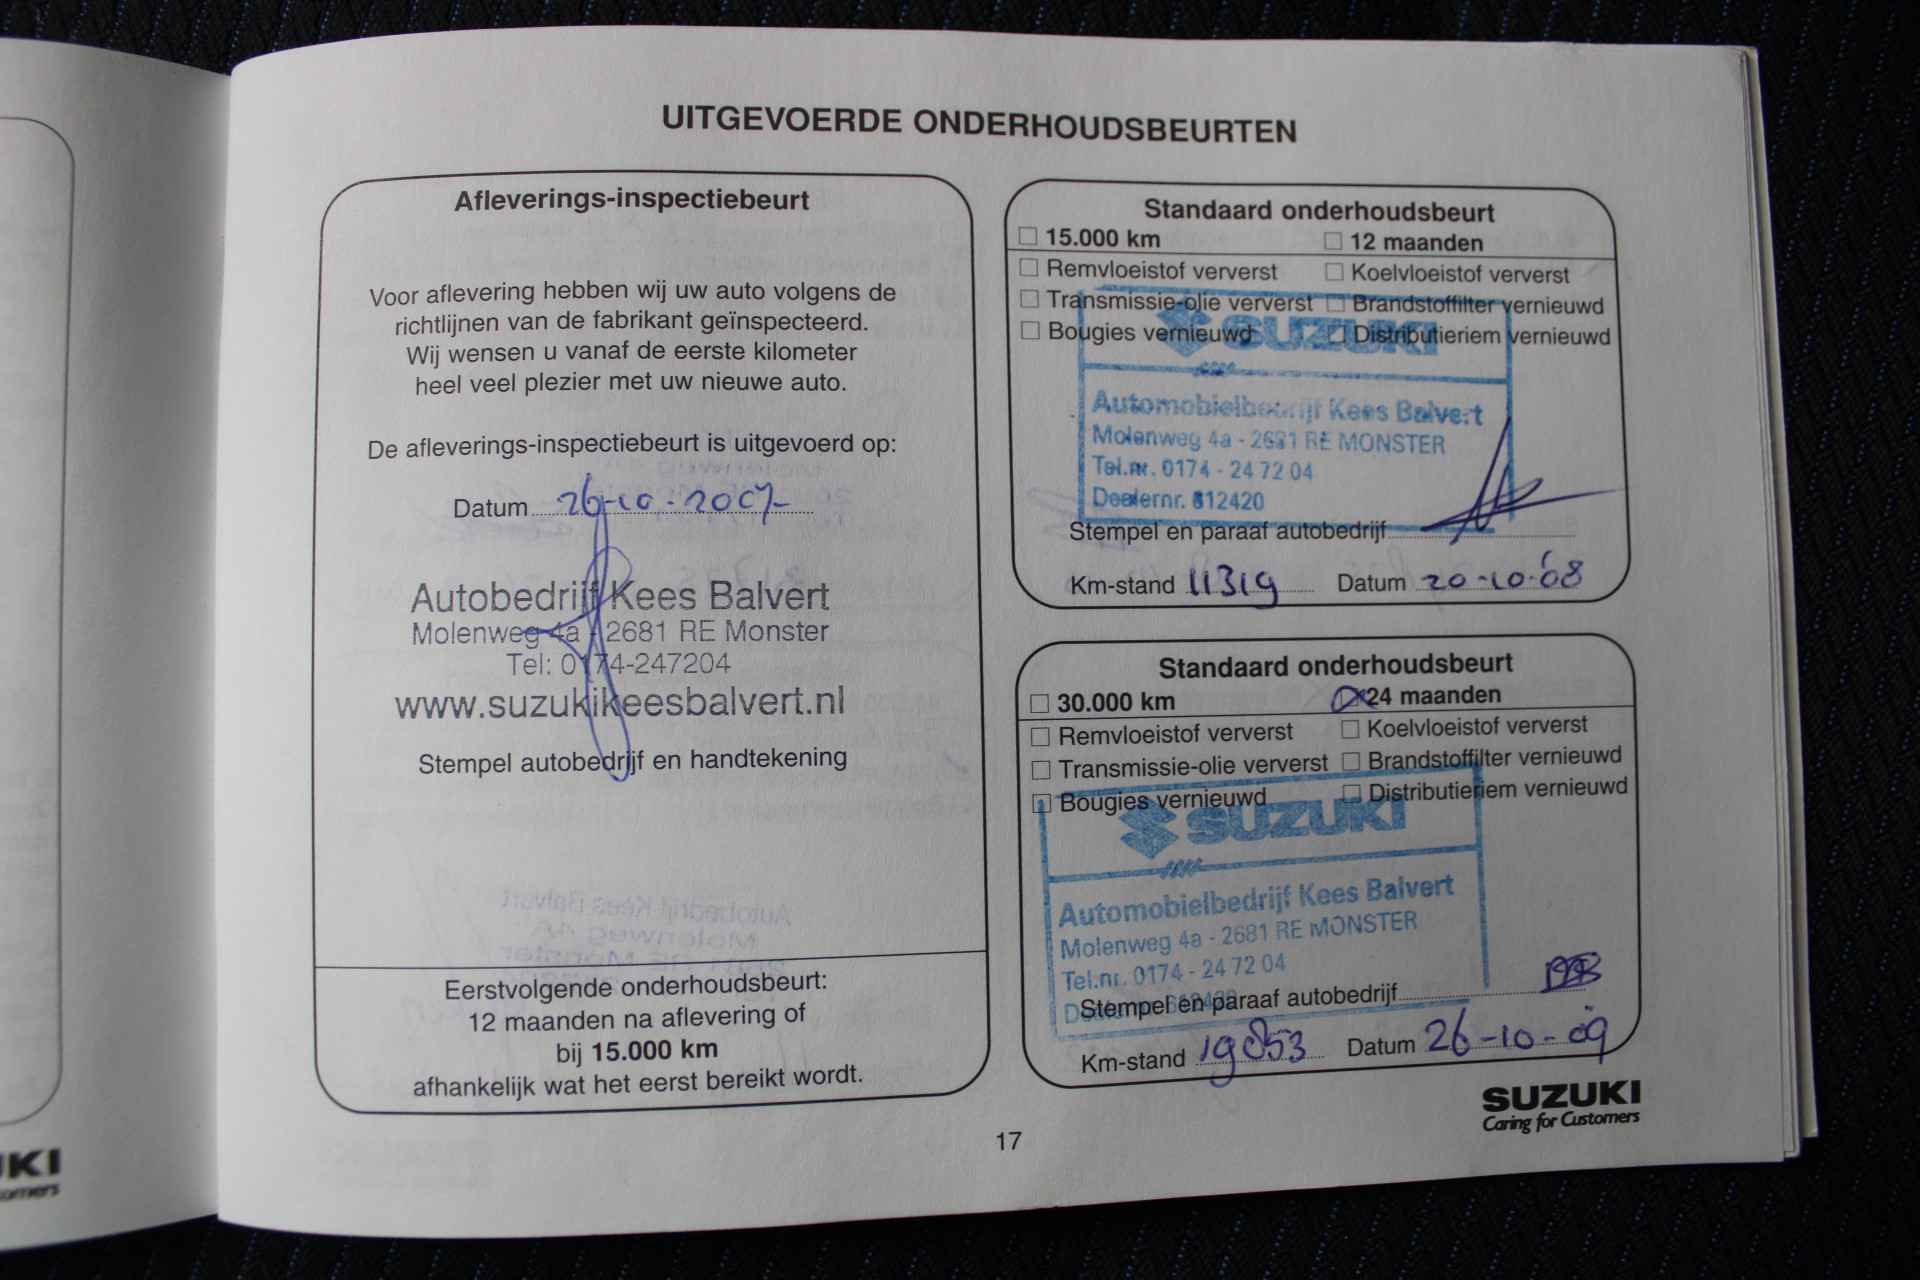 UITGEVOERDE ONDERHOUDSBEURTEN
Afleverings-inspectiebeurt
Voor aflevering hebben wij uw auto volgens de
richtlijnen van de fabrikant geïnspecteerd.
Wij wensen u vanaf de eerste kilometer
heel veel plezier met uw nieuwe auto.
De afleverings-inspectiebeurt is uitgevoerd op:
Datum 26-10-2007
Autobedrijf Kees Balvert
Molenweg 4a - 2681 RE Monster
Tel: 0174-247204
www.suzukikeesbalvert.nl
Stempel autobedrijf en handtekening
Eerstvolgende onderhoudsbeurt:
12 maanden na aflevering of
bij 15.000 km
afhankelijk wat het eerst bereikt wordt.
Standaard onderhoudsbeurt
15.000 km 12 maanden
Remvloeistof ververst Koelvloeistof ververst
Transmissie-olie ververst Brandstoffilter vernieuwd
Bougies vernieuwd Distributieriem vernieuwd
SUZUKI
Automobielbedrijf Kees Balvert
Molenweg 4a - 2681 RE MONSTER
Tel.nr. 0174 - 24 72 04
Dealernr. 612420
Stempel en paraaf autobedrijf
Km-stand 11319 Datum 20-10-08
Standaard onderhoudsbeurt
30.000 km 24 maanden
Remvloeistof ververst Koelvloeistof ververst
Transmissie-olie ververst Brandstoffilter vernieuwd
Bougies vernieuwd Distributieriem vernieuwd
SUZUKI
Automobielbedrijf Kees Balvert
Molenweg 4a - 2681 RE MONSTER
Tel.nr. 0174 - 24 72 04
Stempel en paraaf autobedrijf
Km-stand 19853 Datum 26-10-09
SUZUKI
Caring for Customers
17